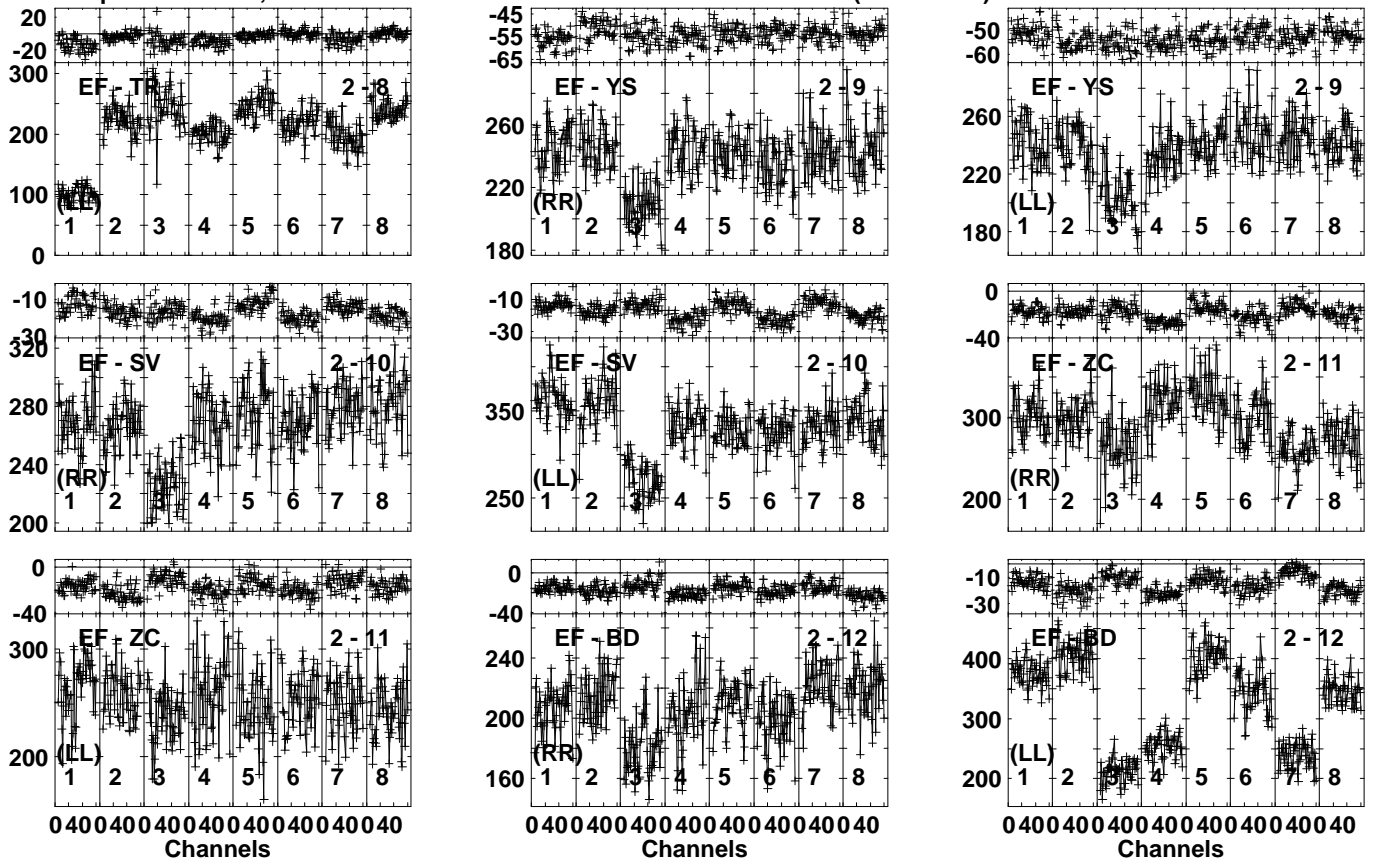 20
-20
300
200
100
0
EF - TR 2 - 8
(LL)
1 2 3 4 5 6 7 8
-45
-55
-65
260
220
180
EF - YS 2 - 9
(RR)
1 2 3 4 5 6 7 8
-50
-60
260
220
180
EF - YS 2 - 9
(LL)
1 2 3 4 5 6 7 8
-10
-30
320
280
240
200
EF - SV 2 - 10
(RR)
1 2 3 4 5 6 7 8
-10
-30
350
250
EF - SV 2 - 10
(LL)
1 2 3 4 5 6 7 8
0
-40
300
200
EF - ZC 2 - 11
(RR)
1 2 3 4 5 6 7 8
0
-40
300
200
EF - ZC 2 - 11
(LL)
1 2 3 4 5 6 7 8
0 40 0 40 0 40 0 40 0 40 0 40 0 40 0 40
Channels
0
-40
240
200
160
EF - BD 2 - 12
(RR)
1 2 3 4 5 6 7 8
0 40 0 40 0 40 0 40 0 40 0 40 0 40 0 40
Channels
-10
-30
400
300
200
EF - BD 2 - 12
(LL)
1 2 3 4 5 6 7 8
0 40 0 40 0 40 0 40 0 40 0 40 0 40 0 40
Channels